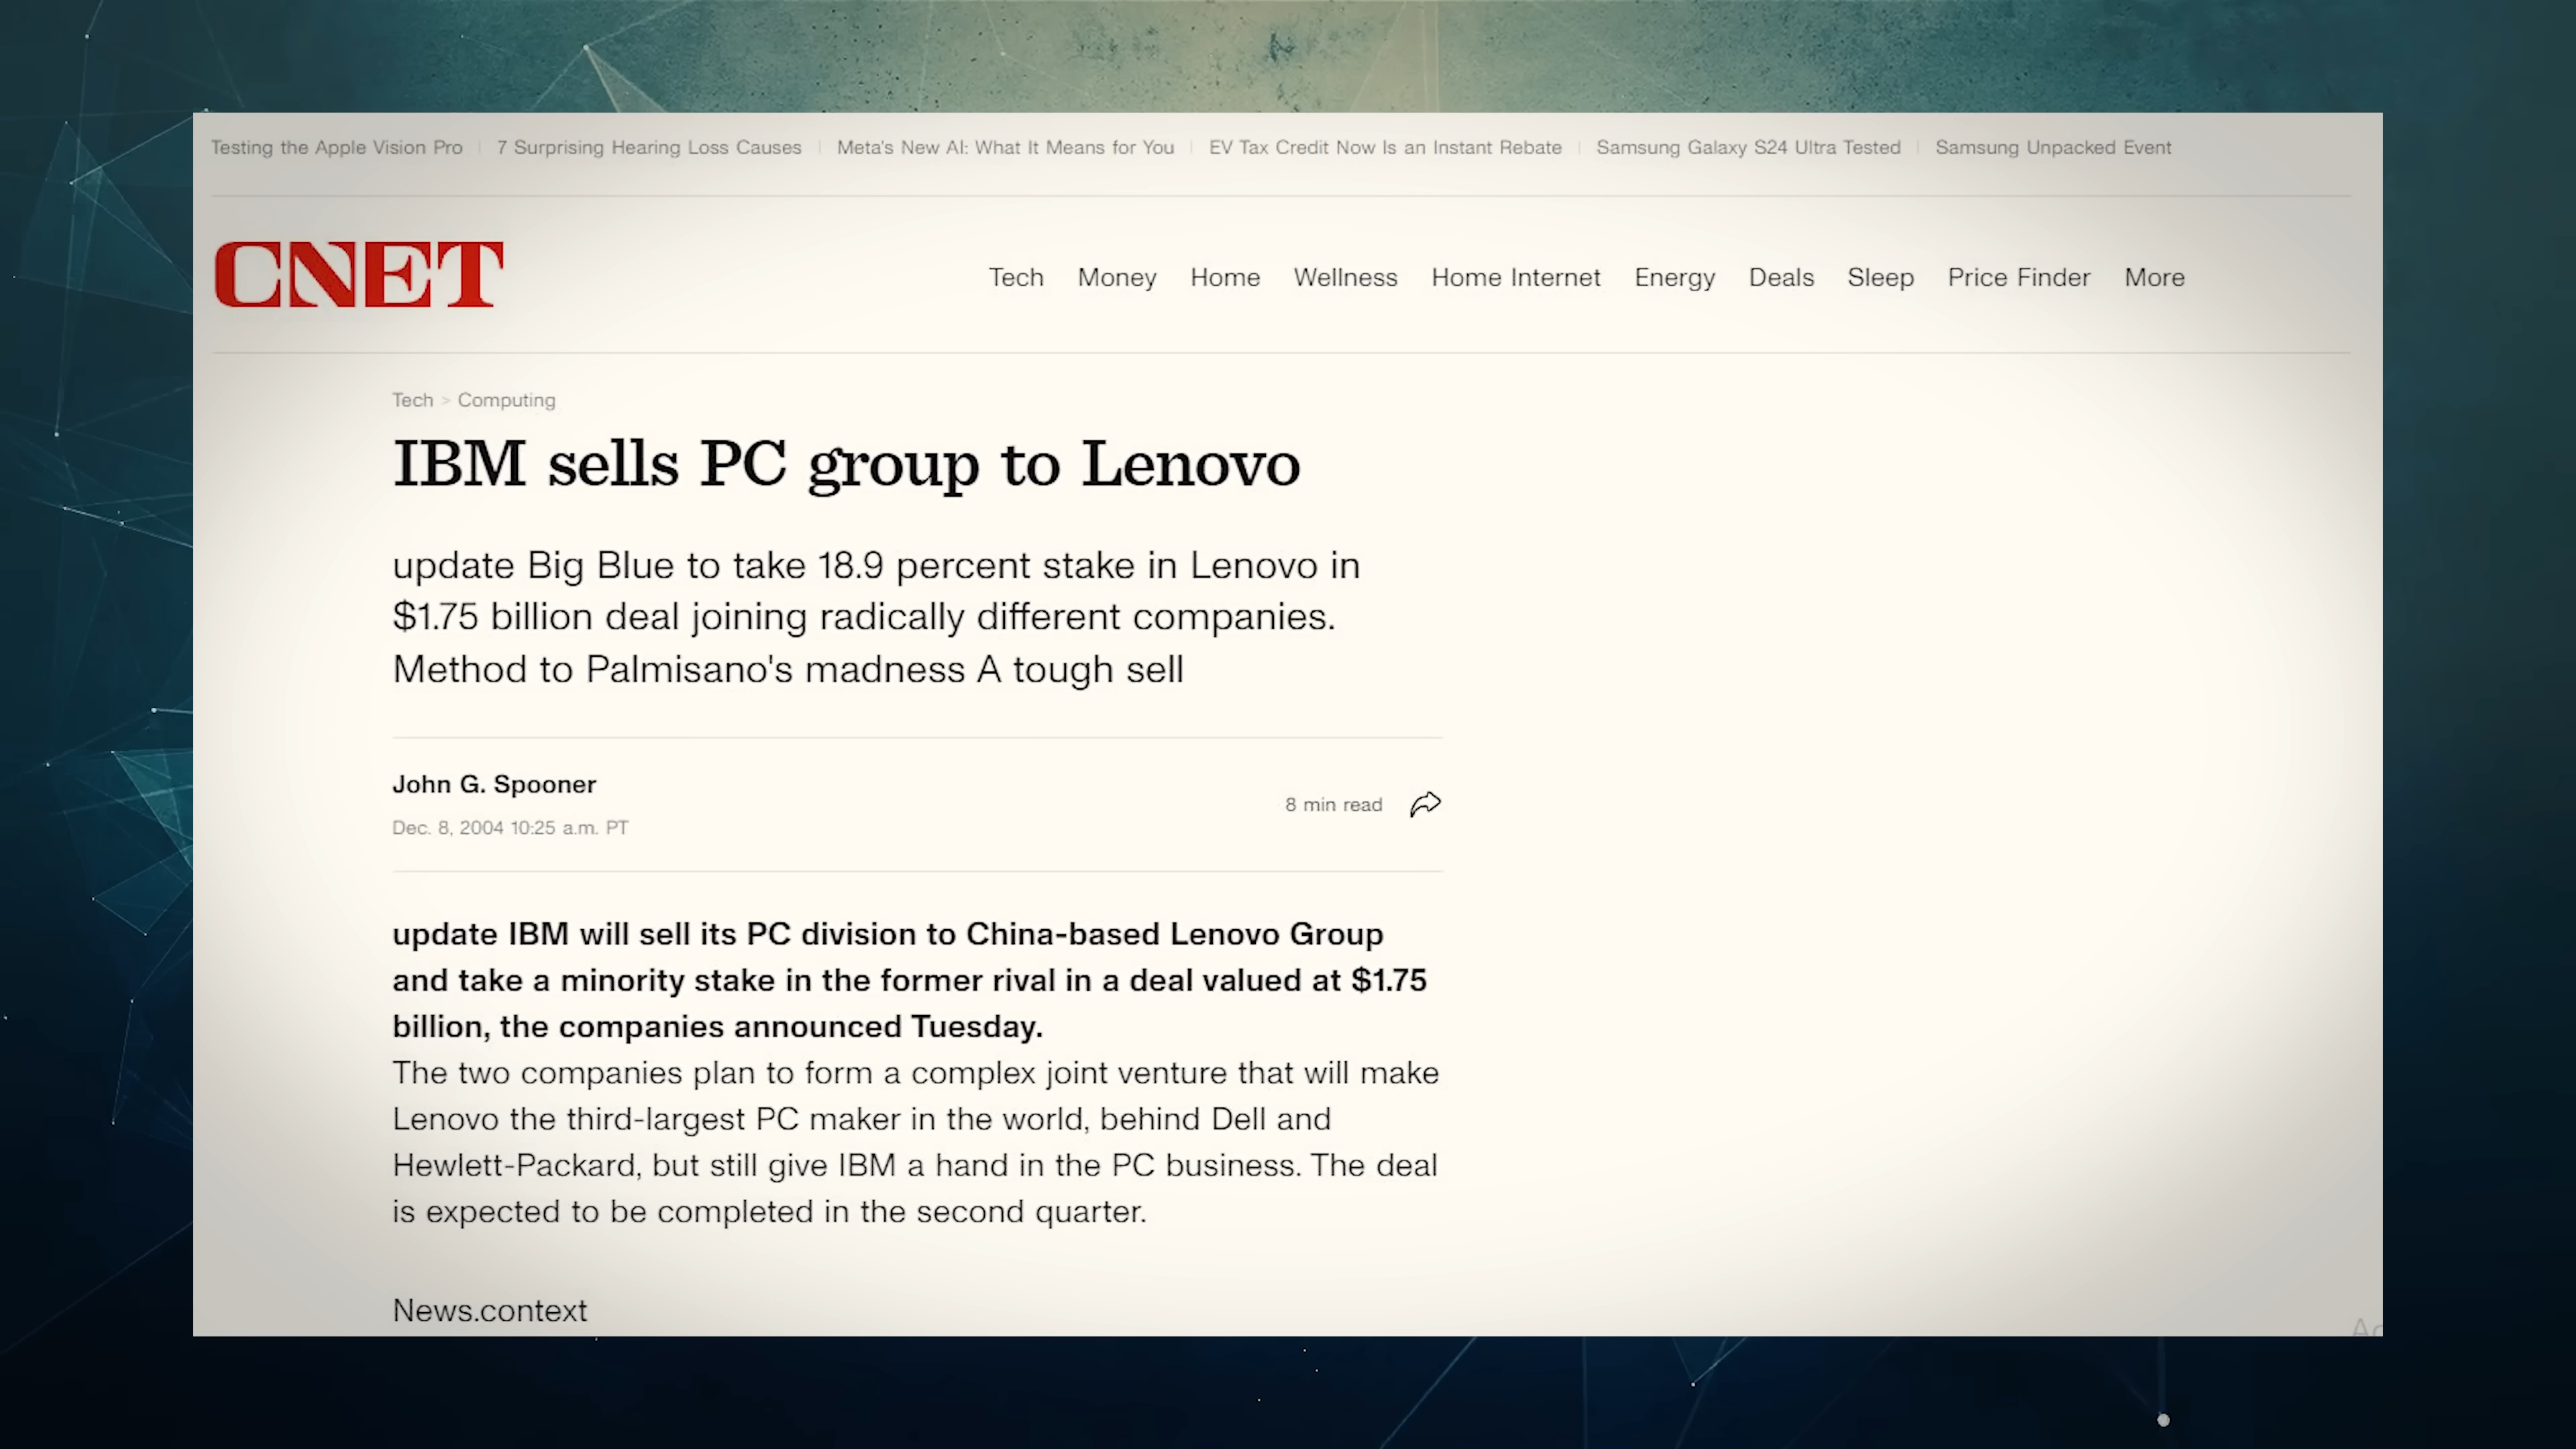 Testing the Apple Vision Pro | 7 Surprising Hearing Loss Causes | Meta's New AI: What It Means for You | EV Tax Credit Now Is an Instant Rebate | Samsung Galaxy S24 Ultra Tested | Samsung Unpacked Event
CNET
Tech Money Home Wellness Home Internet Energy Deals Sleep Price Finder More
Tech > Computing
IBM sells PC group to Lenovo
update Big Blue to take 18.9 percent stake in Lenovo in
$1.75 billion deal joining radically different companies.
Method to Palmisano's madness A tough sell
John G. Spooner
8 min read
Dec. 8, 2004 10:25 a.m. PT
update IBM will sell its PC division to China-based Lenovo Group
and take a minority stake in the former rival in a deal valued at $1.75
billion, the companies announced Tuesday.
The two companies plan to form a complex joint venture that will make
Lenovo the third-largest PC maker in the world, behind Dell and
Hewlett-Packard, but still give IBM a hand in the PC business. The deal
is expected to be completed in the second quarter.
News.context